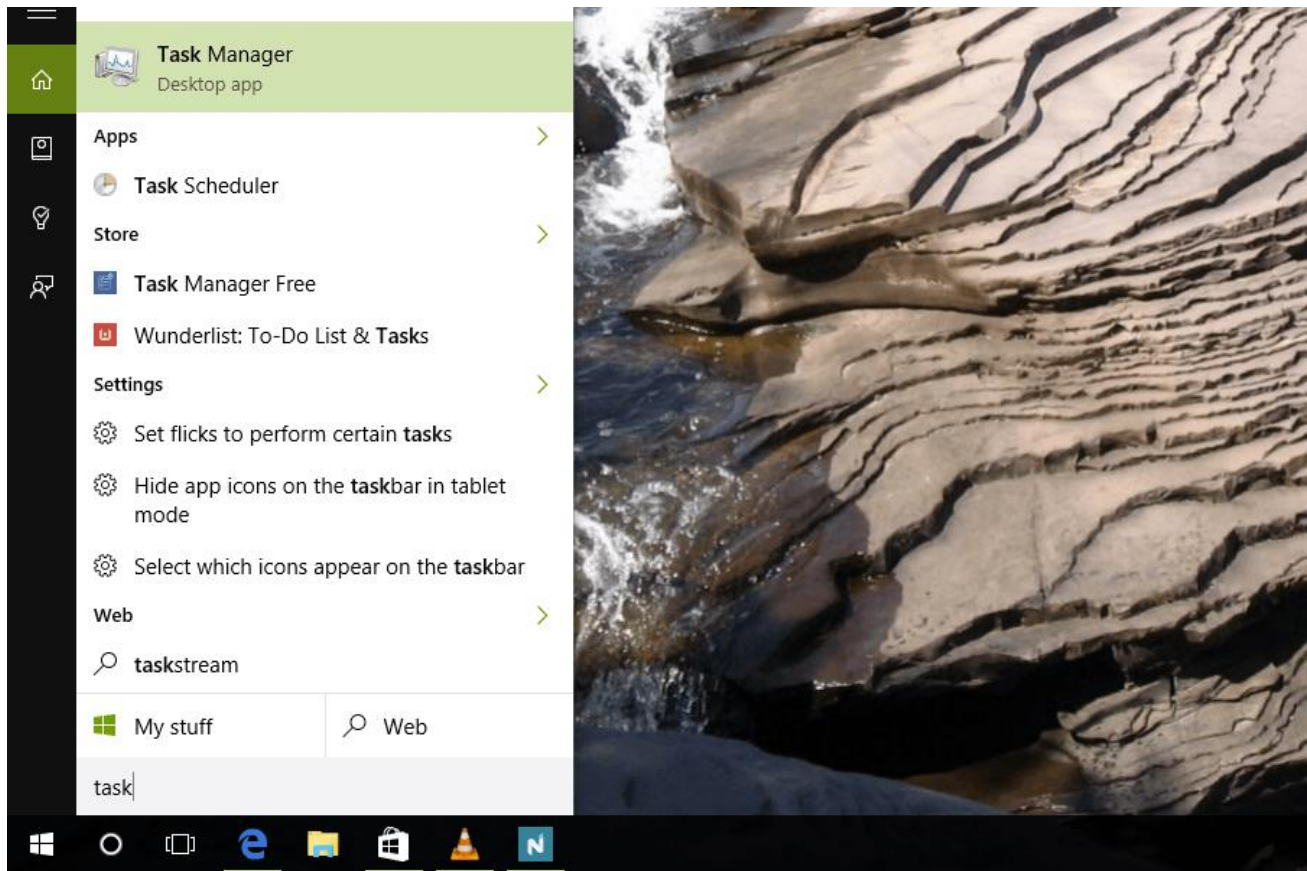 Task Manager
Desktop app
Apps
Task Scheduler
Store
Task Manager Free
Wunderlist: To-Do List & Tasks
Settings
Set flicks to perform certain tasks
Hide app icons on the taskbar in tablet
mode
Select which icons appear on the taskbar
Web
taskstream
My stuff
Web
task